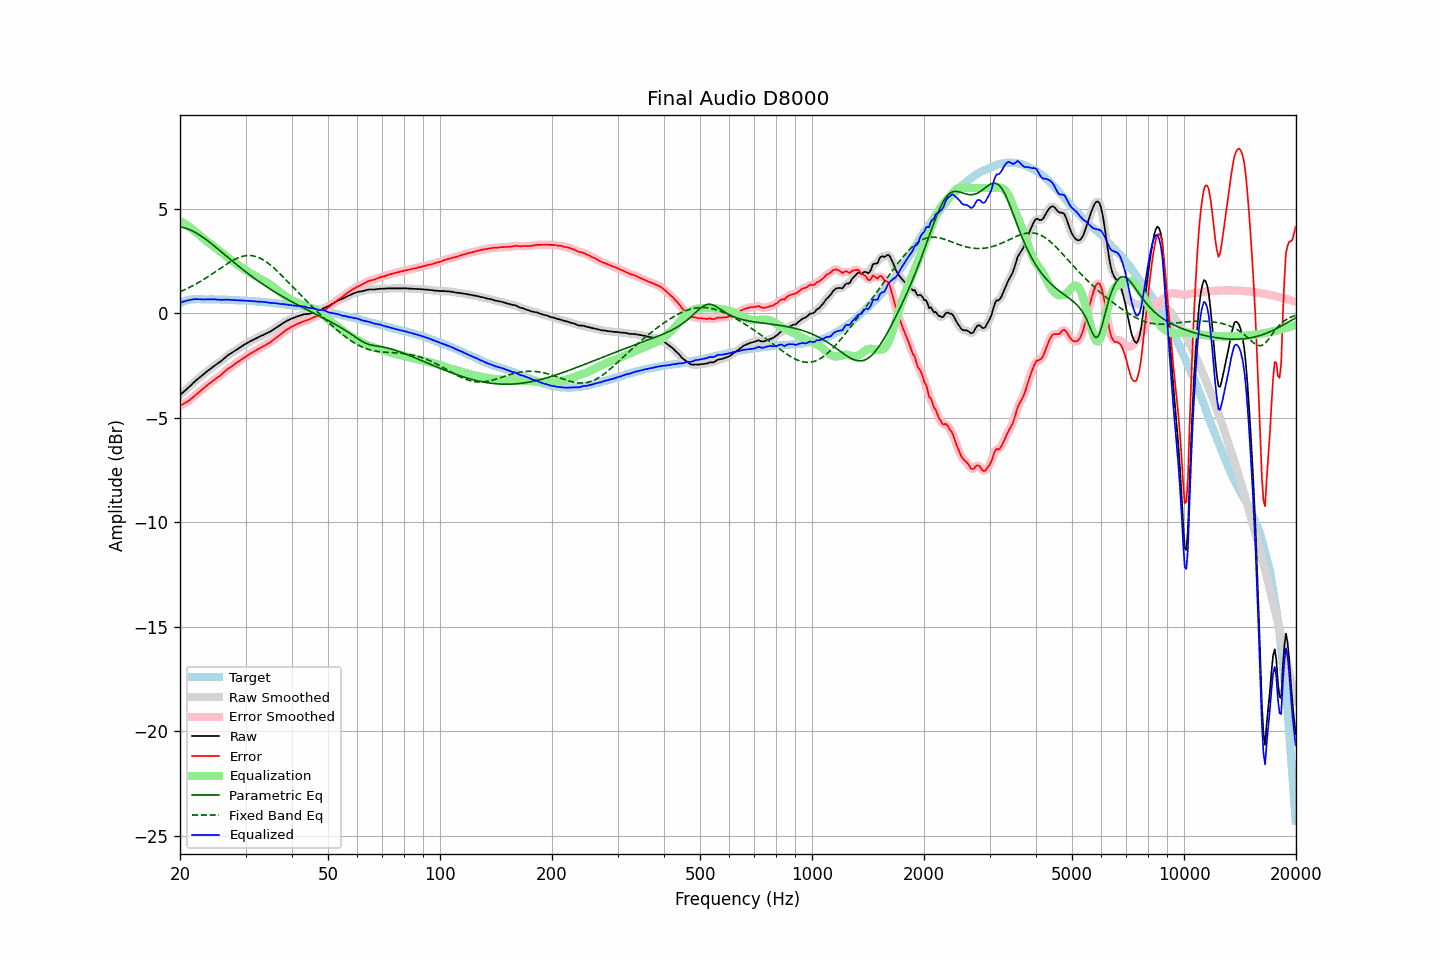 Final Audio D8000
Amplitude (dBr)
5
0
−5
−10
−15
−20
−25
Target
Raw Smoothed
Error Smoothed
Raw
Error
Equalization
Parametric Eq
Fixed Band Eq
Equalized
20 50 100 200 500 1000 2000 5000 10000 20000
Frequency (Hz)